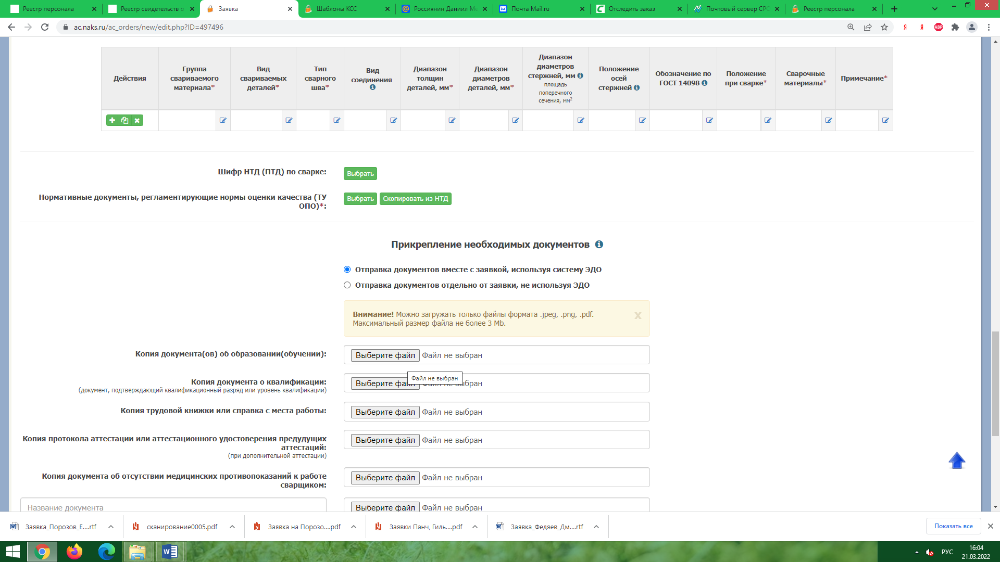 Реестр персонала
Реестр свидетельств о
Заявка
Шаблоны КСС
Россиянин Даниил Ме
Почта Mail.ru
Отследить заказ
Почтовый сервер СРО
Реестр персонала
ac.naks.ru/ac_orders/new/edit.php?ID=497496
Действия
Группа свариваемого материала*
Вид свариваемых деталей*
Тип сварного шва*
Вид соединения
Диапазон толщин деталей, мм*
Диапазон диаметров деталей, мм*
Диапазон диаметров стержней, мм
площадь поперечного сечения, мм2
Положение осей стержней
Обозначение по ГОСТ 14098
Положение при сварке*
Сварочные материалы*
Примечание*
Шифр НТД (ПТД) по сварке:
Выбрать
Нормативные документы, регламентирующие нормы оценки качества (ТУ
ОПО)*:
Выбрать
Скопировать из НТД
Прикрепление необходимых документов
Отправка документов вместе с заявкой, используя систему ЭДО
Отправка документов отдельно от заявки, не используя ЭДО
Внимание! Можно загружать только файлы формата .jpeg, .png, .pdf.
Максимальный размер файла не более 3 Mb.
x
Копия документа(ов) об образовании(обучении):
Выберите файл Файл не выбран
Файл не выбран
Копия документа о квалификации:
(документ, подтверждающий квалификационный разряд или уровень квалификации)
Выберите файл Файл не выбран
Копия трудовой книжки или справка с места работы:
Выберите файл Файл не выбран
Копия протокола аттестации или аттестационного удостоверения предудущих
аттестаций:
(при дополнительной аттестации)
Выберите файл Файл не выбран
Копия документа об отсутствии медицинских противопоказаний к работе
сварщиком:
Выберите файл Файл не выбран
Название документа
Выберите файл Файл не выбран
Заявка_Порозов_Е....rtf
сканирование0005.pdf
Заявка на Порозо....pdf
Заявки Панч, Гиль....pdf
Заявка_Федяев_Дм....rtf
Показать все
РУС
16:04
21.03.2022